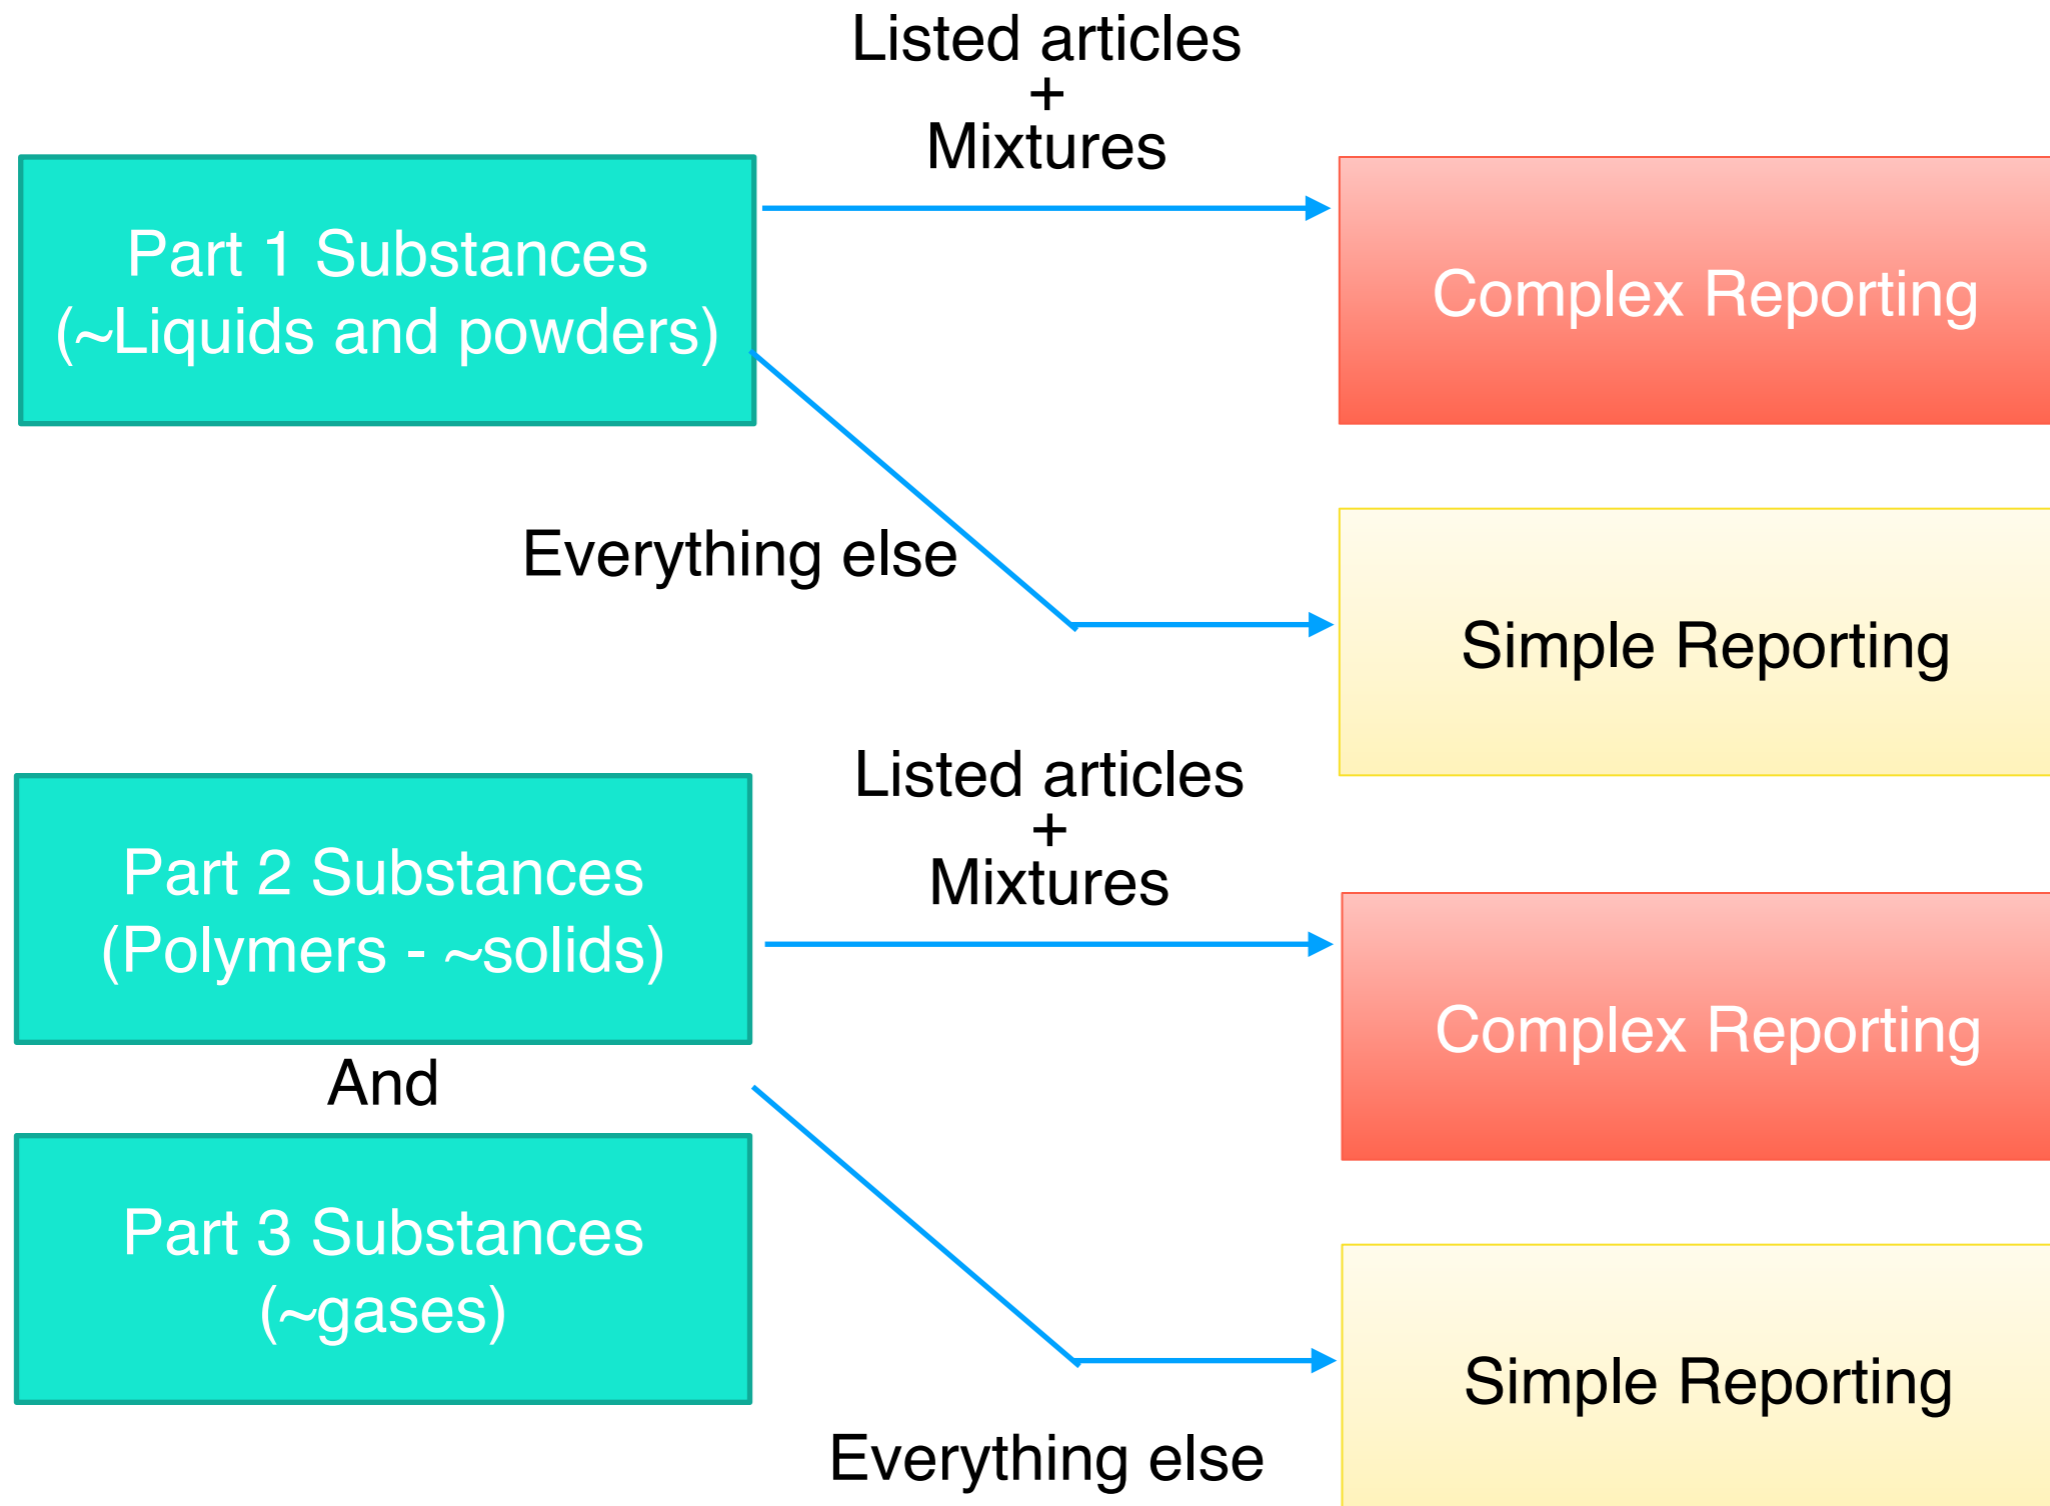 Listed articles
+
Mixtures
Part 1 Substances
(~Liquids and powders)
Complex Reporting
Everything else
Simple Reporting
Listed articles
+
Mixtures
Part 2 Substances
(Polymers - ~solids)
Complex Reporting
And
Part 3 Substances
(~gases)
Simple Reporting
Everything else